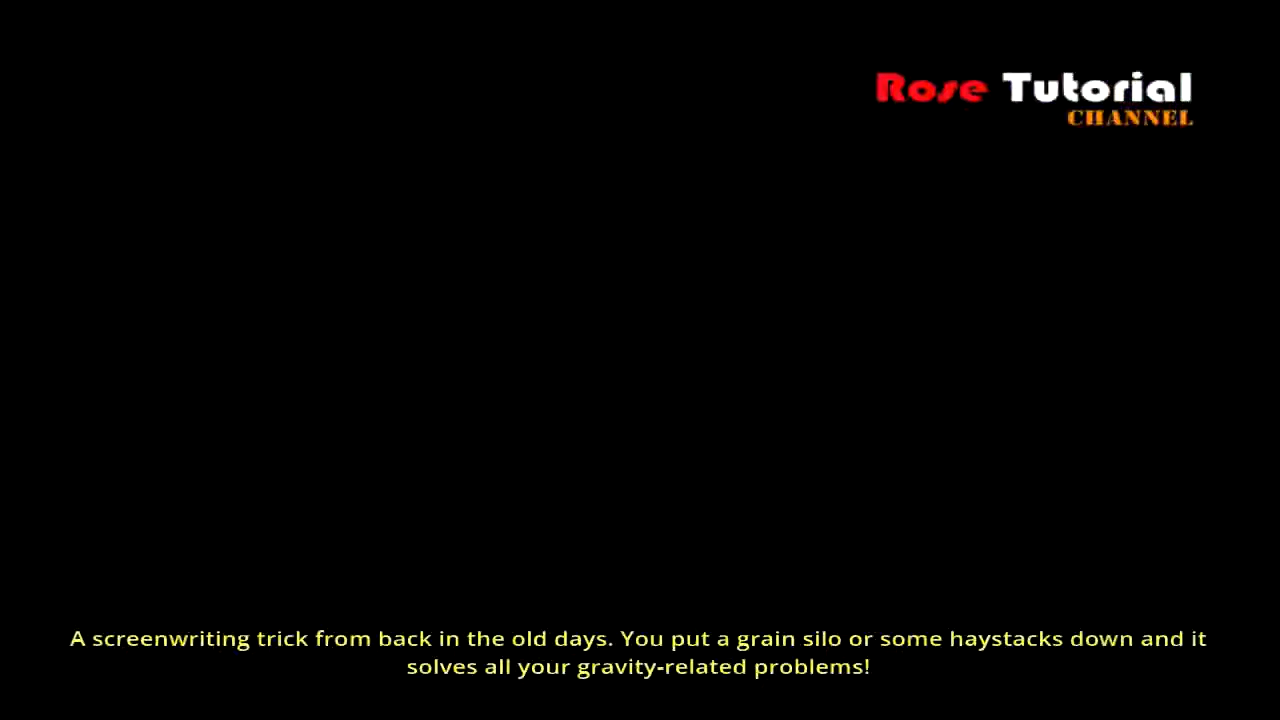 Rose Tutorial
CHANNEL
A screenwriting trick from back in the old days. You put a grain silo or some haystacks down and it
solves all your gravity-related problems!